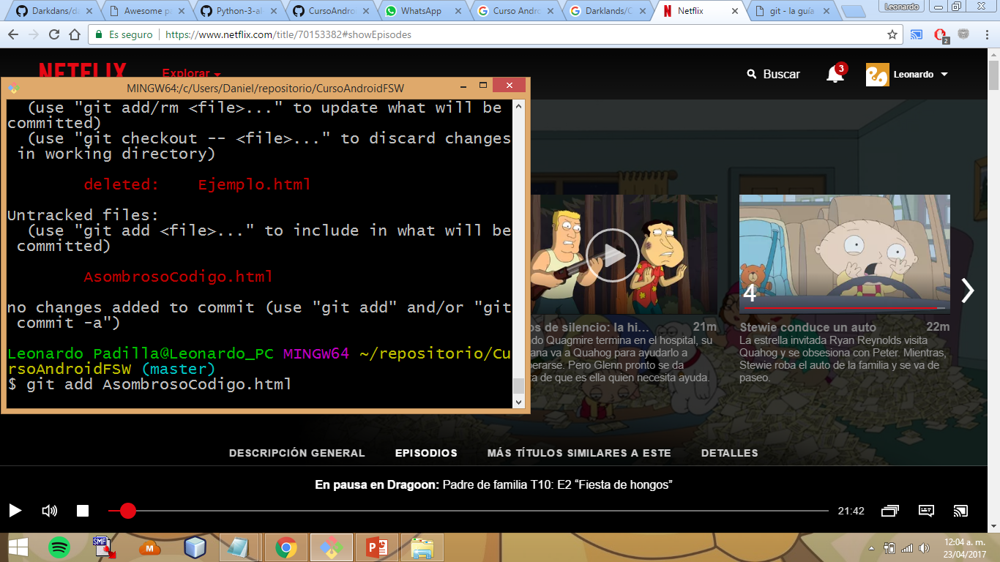 Darkdans/da
Awesome pa
Python-3-al
CursoAndro
WhatsApp
Curso Andr
Darklands/C
Netflix
git - la guía
Leonardo
Es seguro
https://www.netflix.com/title/70153382#showEpisodes
2
NETFLIX
Explorar
Buscar
3
Leonardo
MINGW64:/c/Users/Daniel/repositorio/CursoAndroidFSW
(use "git add/rm <file>..." to update what will be
committed)
(use "git checkout -- <file>..." to discard changes
in working directory)
deleted: Ejemplo.html
Untracked files:
(use "git add <file>..." to include in what will be
committed)
AsombrosoCodigo.html
no changes added to commit (use "git add" and/or "git
commit -a")
Leonardo Padilla@Leonardo_PC MINGW64 ~/repositorio/Cu
rsoAndroidFSW (master)
$ git add AsombrosoCodigo.html
os de silencio: la hi... 21m
do Quagmire termina en el hospital, su
ana va a Quahog para ayudarlo a
perarse. Pero Glenn pronto se da
ta de que es ella quien necesita ayuda.
4
Stewie conduce un auto 22m
La estrella invitada Ryan Reynolds visita
Quahog y se obsesiona con Peter. Mientras,
Stewie roba el auto de la familia y se va de
paseo.
DESCRIPCIÓN GENERAL
EPISODIOS
MÁS TÍTULOS SIMILARES A ESTE
DETALLES
En pausa en Dragoon: Padre de familia T10: E2 “Fiesta de hongos”
21:42
SMF
12:04 a. m.
23/04/2017